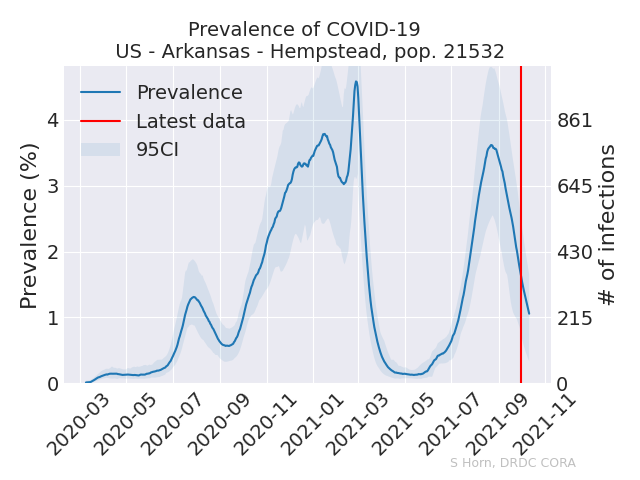 Prevalence of COVID-19
US - Arkansas - Hempstead, pop. 21532
Prevalence
Latest data
95CI
Prevalence (%)
4
3
2
1
0
861
645
430
215
0
# of infections
2020-03
2020-05
2020-07
2020-09
2020-11
2021-01
2021-03
2021-05
2021-07
2021-09
2021-11
S Horn, DRDC CORA